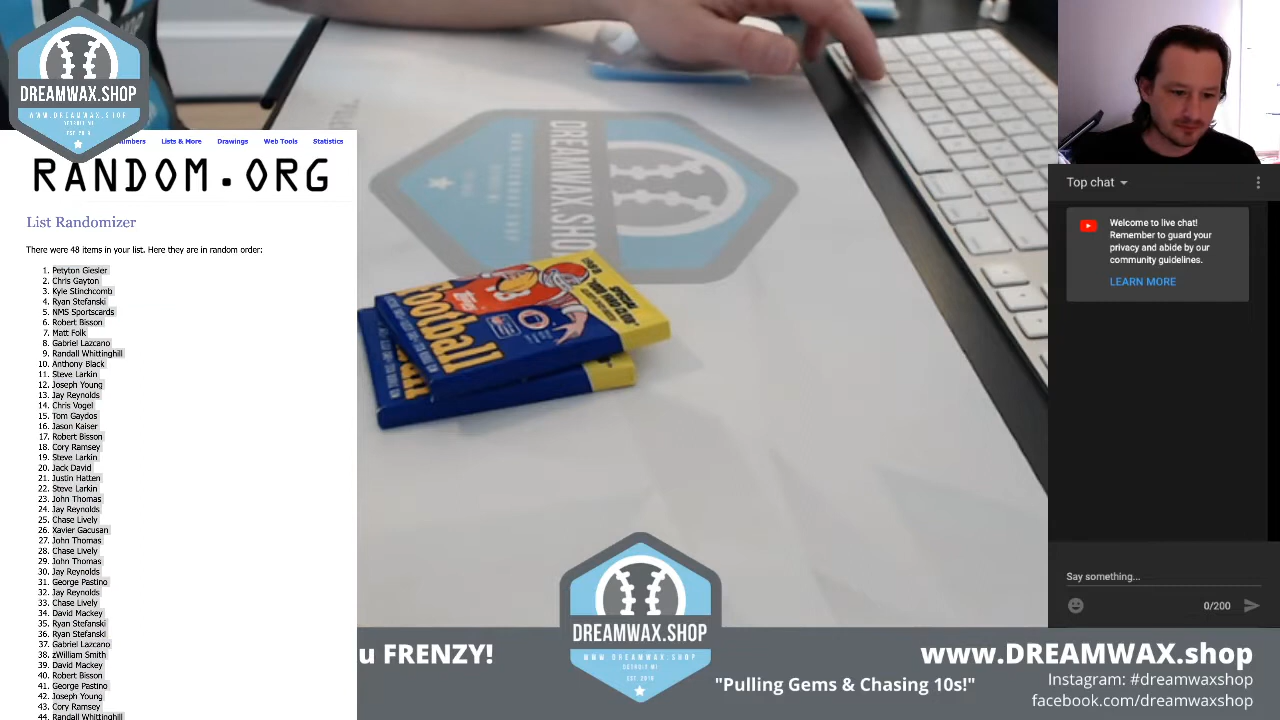 DREAMWAX.SHOP
WWW.DREAMWAX.SHOP
DETROIT MI
Lists & More
Drawings
Web Tools
Statistics
RANDOM.ORG
List Randomizer
There were 48 items in your list. Here they are in random order:
1. Petyton Giesler
2. Chris Gayton
3. Kyle Stinchcomb
4. Ryan Stefanski
5. NMS Sportscards
6. Robert Bisson
7. Matt Folk
8. Gabriel Lazcano
9. Randall Whittinghill
10. Anthony Black
11. Steve Larkin
12. Joseph Young
13. Jay Reynolds
14. Chris Vogel
15. Tom Gaydos
16. Jason Kaiser
17. Robert Bisson
18. Cory Ramsey
19. Steve Larkin
20. Jack David
21. Justin Hatten
22. Steve Larkin
23. John Thomas
24. Jay Reynolds
25. Chase Lively
26. Xavier Gacusan
27. John Thomas
28. Chase Lively
29. John Thomas
30. Jay Reynolds
31. George Pastino
32. Jay Reynolds
33. Chase Lively
34. David Mackey
35. Ryan Stefanski
36. Ryan Stefanski
37. Gabriel Lazcano
38. zWilliam Smith
39. David Mackey
40. Robert Bisson
41. George Pastino
42. Joseph Young
43. Cory Ramsey
44. Randall Whittinghill
DREAMWAX.SHOP
Topps
Football
Top chat
Welcome to live chat!
Remember to guard your
privacy and abide by our
community guidelines.
LEARN MORE
Say something...
0/200
u FRENZY!
DREAMWAX.SHOP
WWW.DREAMWAX.SHOP
DETROIT MI
EST. 2018
"Pulling Gems & Chasing 10s!"
www.DREAMWAX.shop
Instagram: #dreamwaxshop
facebook.com/dreamwaxshop